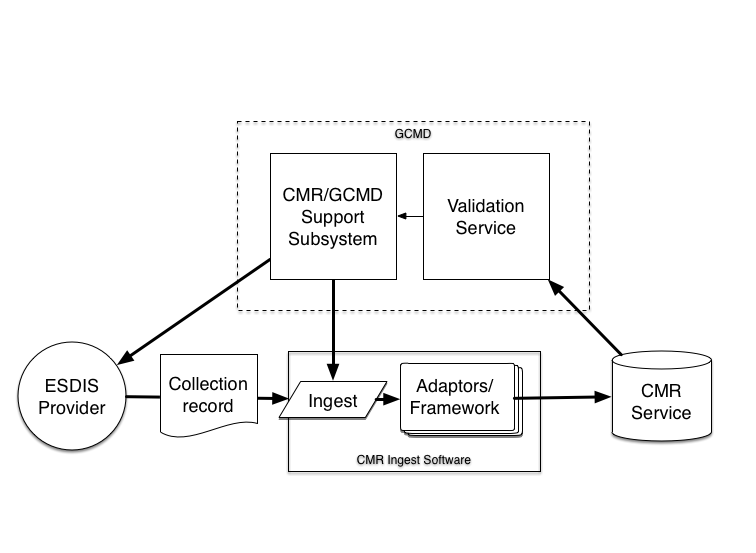 GCMD
CMR/GCMD
Support
Subsystem
Validation
Service
ESDIS
Provider
Collection
record
Ingest
Adaptors/
Framework
CMR Ingest Software
CMR
Service